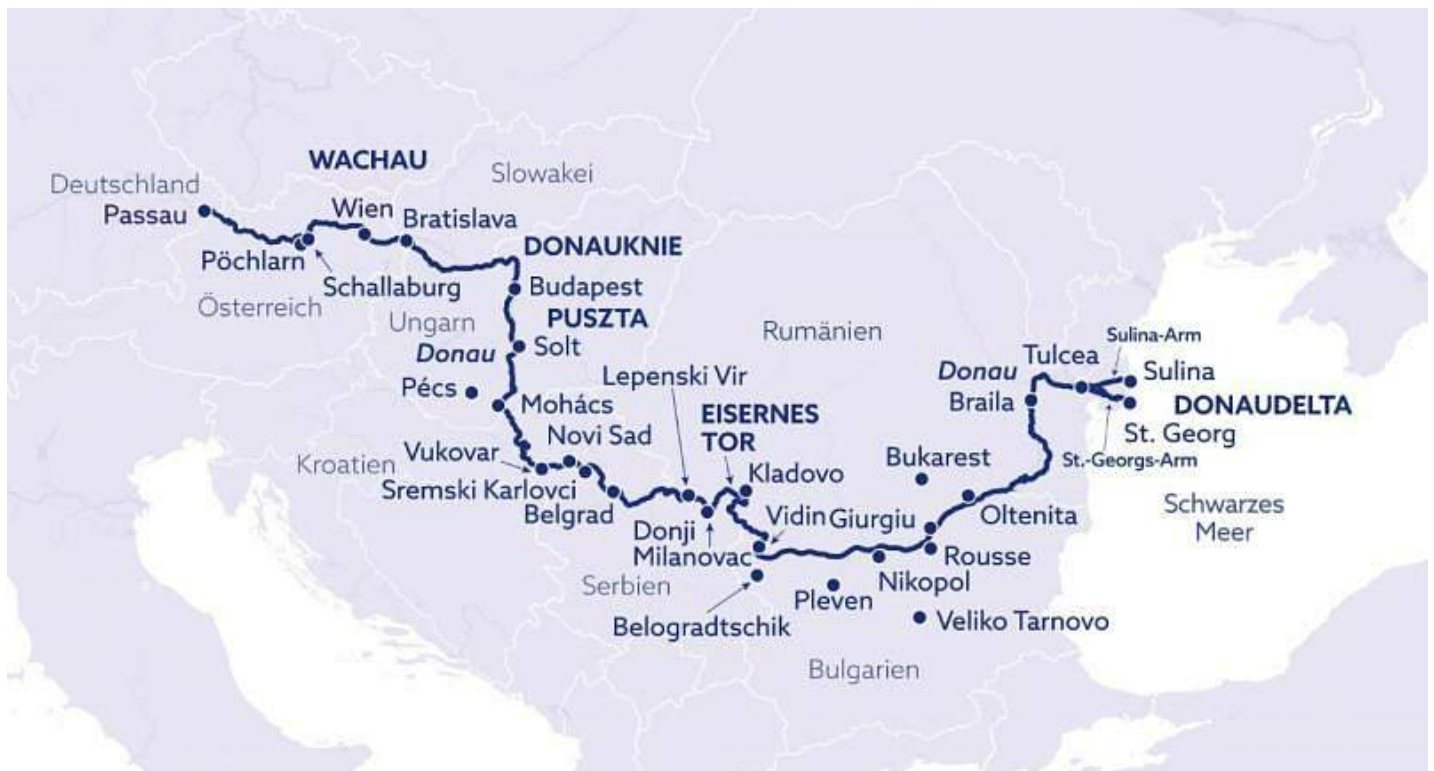 WACHAU
Slowakei
Deutschland
Passau
Wien
Bratislava
DONAUKNIE
Pöchlarn
Schallaburg
Budapest
Österreich
Ungarn
PUSZTA
Donau
Solt
Rumänien
Sulina-Arm
Tulcea
Sulina
Pécs
Lepenski Vir
Donau
Braila
DONAUDELTA
Mohács
EISERNES
TOR
St. Georg
Novi Sad
Vukovar
Kroatien
Bukarest
St.-Georgs-Arm
Kladovo
Sremski Karlovci
Belgrad
Vidin
Giurgiu
Oltenita
Schwarzes
Meer
Donji
Milanovac
Rousse
Serbien
Nikopol
Pleven
Belogradtschik
Veliko Tarnovo
Bulgarien